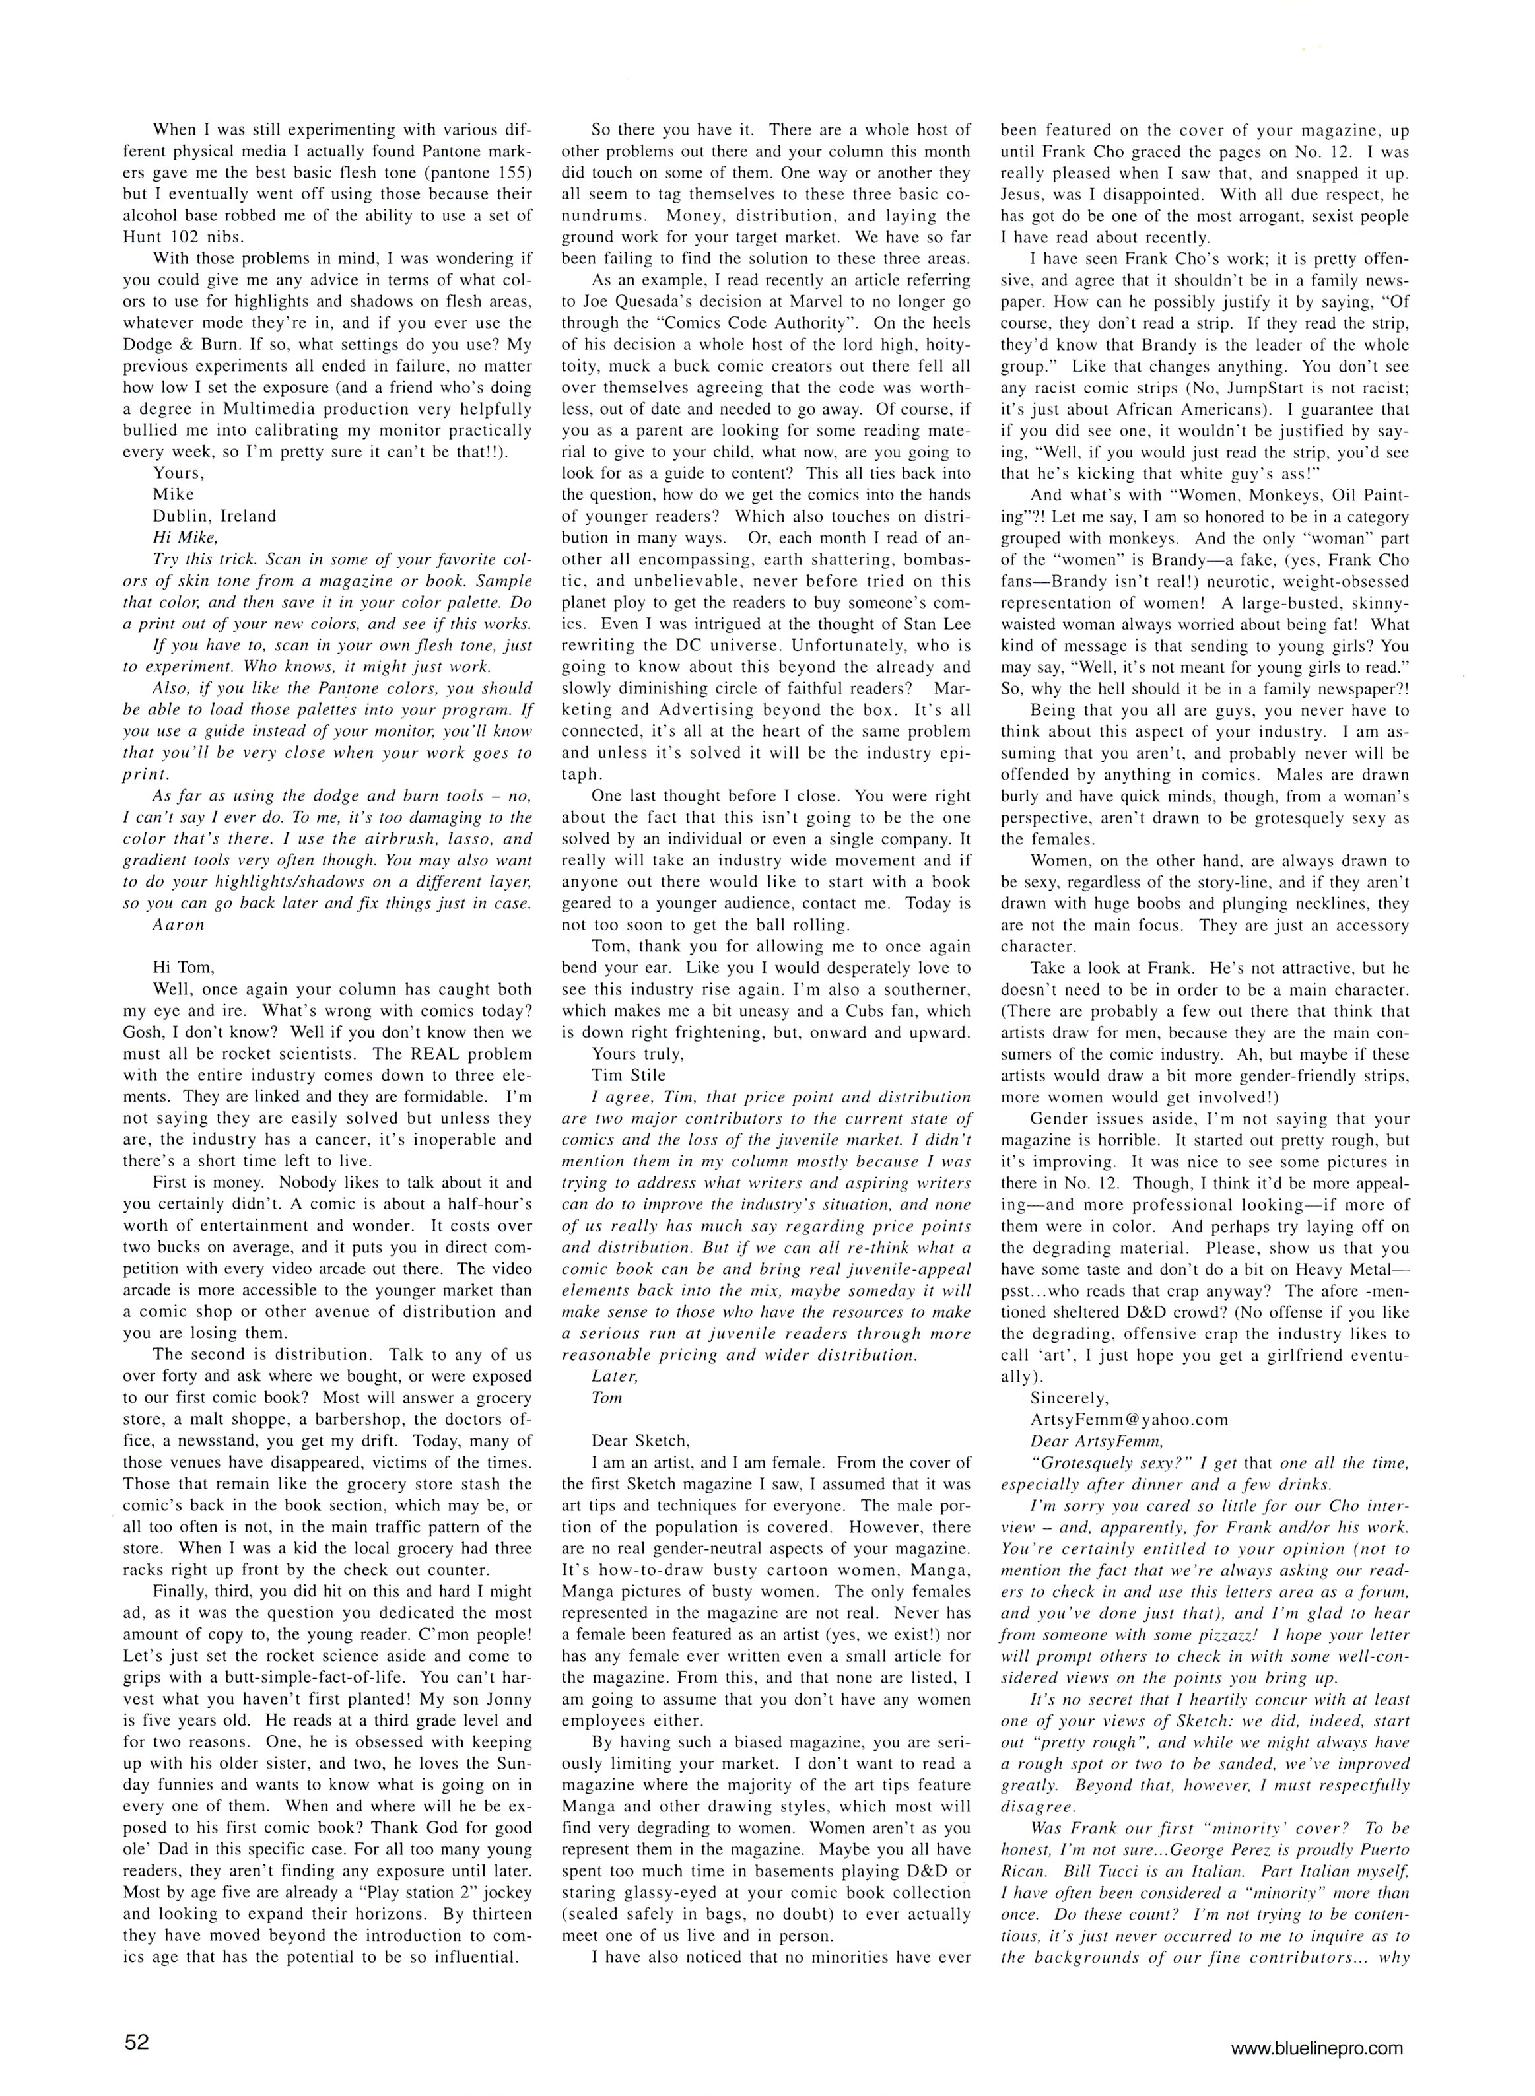 When I was still experimenting with various dif-
ferent physical media I actually found Pantone mark-
ers gave me the best basic flesh tone (pantone 155)
but I eventually went off using those because their
alcohol base robbed me of the ability to use a set of
Hunt 102 nibs.
With those problems in mind, I was wondering if
you could give me any advice in terms of what col-
ors to use for highlights and shadows on flesh areas,
whatever mode they're in, and if you ever use the
Dodge & Burn. If so, what settings do you use? My
previous experiments all ended in failure, no matter
how low I set the exposure (and a friend who's doing
a degree in Multimedia production very helpfully
bullied me into calibrating my monitor practically
every week, so I'm pretty sure it can't be that!!).
Yours,
Mike
Dublin, Ireland
Hi Mike,
Try this trick. Scan in some of your favorite col-
ors of skin tone from a magazine or book. Sample
that color, and then save it in your color palette. Do
a print out of your new colors, and see if this works.
If you have to, scan in your own flesh tone, just
to experiment. Who knows, it might just work.
Also, if you like the Pantone colors, you should
be able to load those palettes into your program. If
you use a guide instead of your monitor, you'll know
that you'll be very close when your work goes to
print.
As far as using the dodge and burn tools – no,
I can't say I ever do. To me, it's too damaging to the
color that's there. I use the airbrush, lasso, and
gradient tools very often though. You may also want
to do your highlights/shadows on a different layer,
so you can go back later and fix things just in case.
Aaron
Hi Tom,
Well, once again your column has caught both
my eye and ire. What's wrong with comics today?
Gosh, I don't know? Well if you don't know then we
must all be rocket scientists. The REAL problem
with the entire industry comes down to three ele-
ments. They are linked and they are formidable. I'm
not saying they are easily solved but unless they
are, the industry has a cancer, it's inoperable and
there's a short time left to live.
First is money. Nobody likes to talk about it and
you certainly didn't. A comic is about a half-hour's
worth of entertainment and wonder. It costs over
two bucks on average, and it puts you in direct com-
petition with every video arcade out there. The video
arcade is more accessible to the younger market than
a comic shop or other avenue of distribution and
you are losing them.
The second is distribution. Talk to any of us
over forty and ask where we bought, or were exposed
to our first comic book? Most will answer a grocery
store, a malt shoppe, a barbershop, the doctors of-
fice, a newsstand, you get my drift. Today, many of
those venues have disappeared, victims of the times.
Those that remain like the grocery store stash the
comic's back in the book section, which may be, or
all too often is not, in the main traffic pattern of the
store. When I was a kid the local grocery had three
racks right up front by the check out counter.
Finally, third, you did hit on this and hard I might
ad, as it was the question you dedicated the most
amount of copy to, the young reader. C'mon people!
Let's just set the rocket science aside and come to
grips with a butt-simple-fact-of-life. You can't har-
vest what you haven't first planted! My son Jonny
is five years old. He reads at a third grade level and
for two reasons. One, he is obsessed with keeping
up with his older sister, and two, he loves the Sun-
day funnies and wants to know what is going on in
every one of them. When and where will he be ex-
posed to his first comic book? Thank God for good
ole' Dad in this specific case. For all too many young
readers, they aren't finding any exposure until later.
Most by age five are already a "Play station 2" jockey
and looking to expand their horizons. By thirteen
they have moved beyond the introduction to com-
ics age that has the potential to be so influential.
So there you have it. There are a whole host of
other problems out there and your column this month
did touch on some of them. One way or another they
all seem to tag themselves to these three basic co-
nundrums. Money, distribution, and laying the
ground work for your target market. We have so far
been failing to find the solution to these three areas.
As an example, I read recently an article referring
to Joe Quesada's decision at Marvel to no longer go
through the "Comics Code Authority". On the heels
of his decision a whole host of the lord high, hoity-
toity, muck a buck comic creators out there fell all
over themselves agreeing that the code was worth-
less, out of date and needed to go away. Of course, if
you as a parent are looking for some reading mate-
rial to give to your child, what now, are you going to
look for as a guide to content? This all ties back into
the question, how do we get the comics into the hands
of younger readers? Which also touches on distri-
bution in many ways. Or, each month I read of an-
other all encompassing, earth shattering, bombas-
tic, and unbelievable, never before tried on this
planet ploy to get the readers to buy someone's com-
ics. Even I was intrigued at the thought of Stan Lee
rewriting the DC universe. Unfortunately, who is
going to know about this beyond the already and
slowly diminishing circle of faithful readers? Mar-
keting and Advertising beyond the box. It's all
connected, it's all at the heart of the same problem
and unless it's solved it will be the industry epi-
taph.
One last thought before I close. You were right
about the fact that this isn't going to be the one
solved by an individual or even a single company. It
really will take an industry wide movement and if
anyone out there would like to start with a book
geared to a younger audience, contact me. Today is
not too soon to get the ball rolling.
Tom, thank you for allowing me to once again
bend your ear. Like you I would desperately love to
see this industry rise again. I'm also a southerner,
which makes me a bit uneasy and a Cubs fan, which
is down right frightening, but, onward and upward.
Yours truly,
Tim Stile
I agree, Tim, that price point and distribution
are two major contributors to the current state of
comics and the loss of the juvenile market. I didn't
mention them in my column mostly because I was
trying to address what writers and aspiring writers
can do to improve the industry's situation, and none
of us really has much say regarding price points
and distribution. But if we can all re-think what a
comic book can be and bring real juvenile-appeal
elements back into the mix, maybe someday it will
make sense to those who have the resources to make
a serious run at juvenile readers through more
reasonable pricing and wider distribution.
Later,
Tom
Dear Sketch,
I am an artist, and I am female. From the cover of
the first Sketch magazine I saw, I assumed that it was
art tips and techniques for everyone. The male por-
tion of the population is covered. However, there
are no real gender-neutral aspects of your magazine.
It's how-to-draw busty cartoon women, Manga,
Manga pictures of busty women. The only females
represented in the magazine are not real. Never has
a female been featured as an artist (yes, we exist!) nor
has any female ever written even a small article for
the magazine. From this, and that none are listed, I
am going to assume that you don't have any women
employees either.
By having such a biased magazine, you are seri-
ously limiting your market. I don't want to read a
magazine where the majority of the art tips feature
Manga and other drawing styles, which most will
find very degrading to women. Women aren't as you
represent them in the magazine. Maybe you all have
spent too much time in basements playing D&D or
staring glassy-eyed at your comic book collection
(sealed safely in bags, no doubt) to ever actually
meet one of us live and in person.
I have also noticed that no minorities have ever
been featured on the cover of your magazine, up
until Frank Cho graced the pages on No. 12. I was
really pleased when I saw that, and snapped it up.
Jesus, was I disappointed. With all due respect, he
has got do be one of the most arrogant, sexist people
I have read about recently.
I have seen Frank Cho's work; it is pretty offen-
sive, and agree that it shouldn't be in a family news-
paper. How can he possibly justify it by saying, "Of
course, they don't read a strip. If they read the strip,
they'd know that Brandy is the leader of the whole
group." Like that changes anything. You don't see
any racist comic strips (No, JumpStart is not racist;
it's just about African Americans). I guarantee that
if you did see one, it wouldn't be justified by say-
ing, "Well, if you would just read the strip, you'd see
that he's kicking that white guy's ass!"
And what's with "Women, Monkeys, Oil Paint-
ing"?! Let me say, I am so honored to be in a category
grouped with monkeys. And the only "woman" part
of the "women" is Brandy—a fake, (yes, Frank Cho
fans—Brandy isn't real!) neurotic, weight-obsessed
representation of women! A large-busted, skinny-
waisted woman always worried about being fat! What
kind of message is that sending to young girls? You
may say, "Well, it's not meant for young girls to read."
So, why the hell should it be in a family newspaper?!
Being that you all are guys, you never have to
think about this aspect of your industry. I am as-
suming that you aren't, and probably never will be
offended by anything in comics. Males are drawn
burly and have quick minds, though, from a woman's
perspective, aren't drawn to be grotesquely sexy as
the females.
Women, on the other hand, are always drawn to
be sexy, regardless of the story-line, and if they aren't
drawn with huge boobs and plunging necklines, they
are not the main focus. They are just an accessory
character.
Take a look at Frank. He's not attractive, but he
doesn't need to be in order to be a main character.
(There are probably a few out there that think that
artists draw for men, because they are the main con-
sumers of the comic industry. Ah, but maybe if these
artists would draw a bit more gender-friendly strips,
more women would get involved!)
Gender issues aside, I'm not saying that your
magazine is horrible. It started out pretty rough, but
it's improving. It was nice to see some pictures in
there in No. 12. Though, I think it'd be more appeal-
ing—and more professional looking—if more of
them were in color. And perhaps try laying off on
the degrading material. Please, show us that you
have some taste and don't do a bit on Heavy Metal—
psst...who reads that crap anyway? The afore -men-
tioned sheltered D&D crowd? (No offense if you like
the degrading, offensive crap the industry likes to
call 'art', I just hope you get a girlfriend eventu-
ally).
Sincerely,
ArtsyFemm@yahoo.com
Dear ArtsyFemm,
"Grotesquely sexy?" I get that one all the time,
especially after dinner and a few drinks.
I'm sorry you cared so little for our Cho inter-
view – and, apparently, for Frank and/or his work.
You're certainly entitled to your opinion (not to
mention the fact that we're always asking our read-
ers to check in and use this letters area as a forum,
and you've done just that), and I'm glad to hear
from someone with some pizzazz! I hope your letter
will prompt others to check in with some well-con-
sidered views on the points you bring up.
It's no secret that I heartily concur with at least
one of your views of Sketch: we did, indeed, start
out "pretty rough", and while we might always have
a rough spot or two to be sanded, we've improved
greatly. Beyond that, however, I must respectfully
disagree.
Was Frank our first "minority' cover? To be
honest, I'm not sure...George Perez is proudly Puerto
Rican. Bill Tucci is an Italian. Part Italian myself,
I have often been considered a "minority" more than
once. Do these count? I'm not trying to be conten-
tious, it's just never occurred to me to inquire as to
the backgrounds of our fine contributors... why
52
www.bluelinepro.com